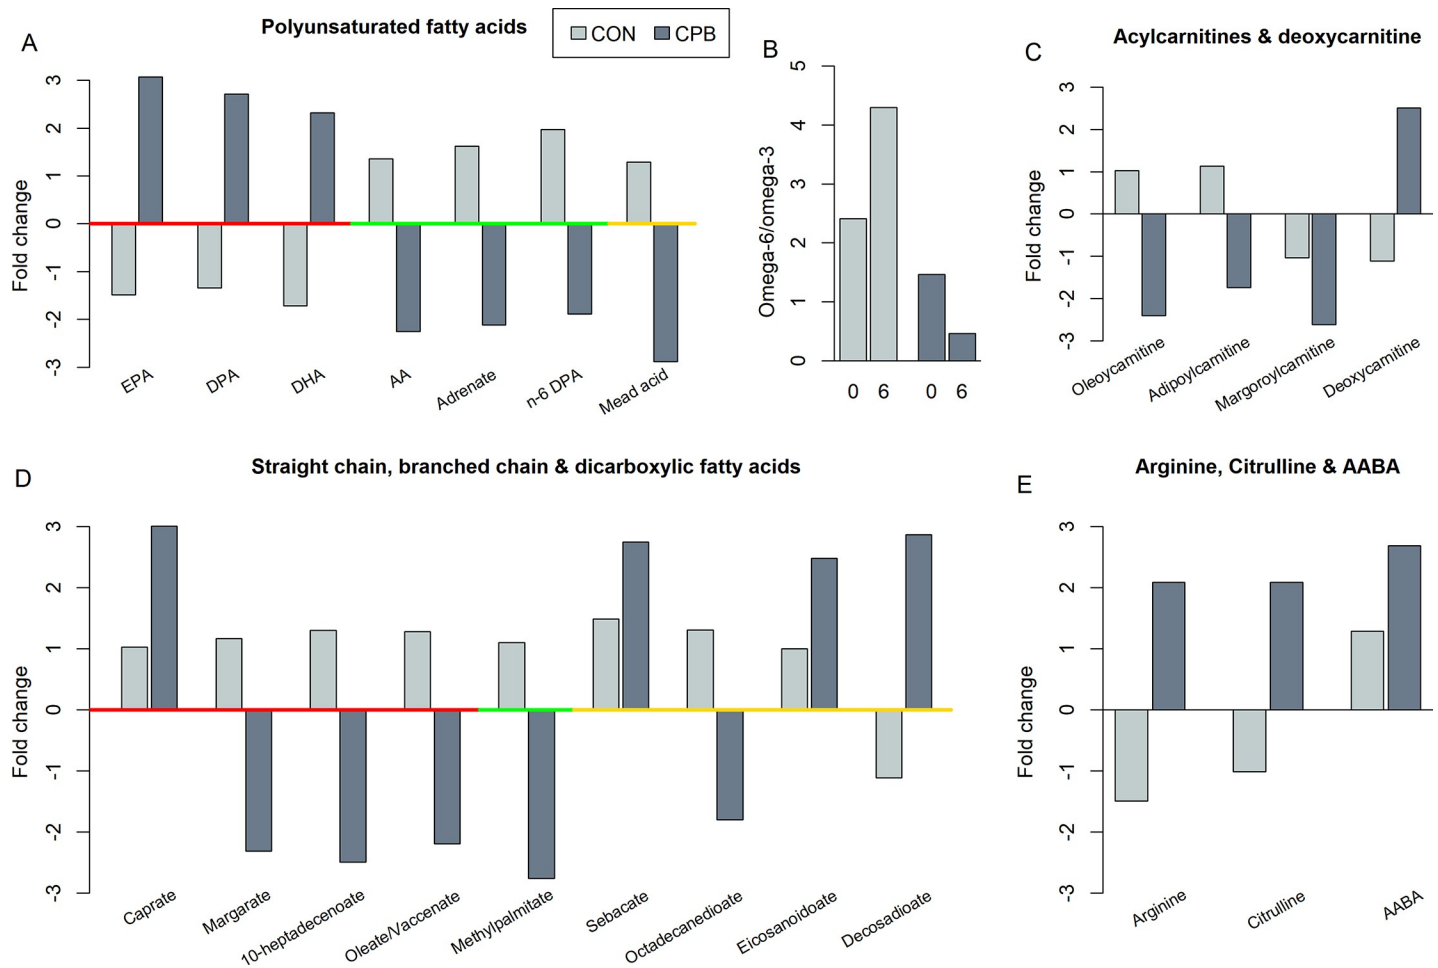 A
Polyunsaturated fatty acids
CON CPB
Fold change
3
2
1
0
-1
-2
-3
EPA DPA DHA AA Adrenate n-6 DPA Mead acid
B
Omega-6/omega-3
5
4
3
2
1
0
0 6 0 6
C
Acylcarnitines & deoxycarnitine
Fold change
3
2
1
0
-1
-2
-3
Oleoycarnitine Adipoylcarnitine Margoroylcarnitine Deoxycarnitine
D
Straight chain, branched chain & dicarboxylic fatty acids
Fold change
3
2
1
0
-1
-2
-3
Caprate Margarate 10-heptadecenoate Oleate/Vaccenate Methylpalmitate Sebacate Octadecanedioate Eicosanoidoate Decosadioate
E
Arginine, Citrulline & AABA
Fold change
3
2
1
0
-1
-2
-3
Arginine Citrulline AABA